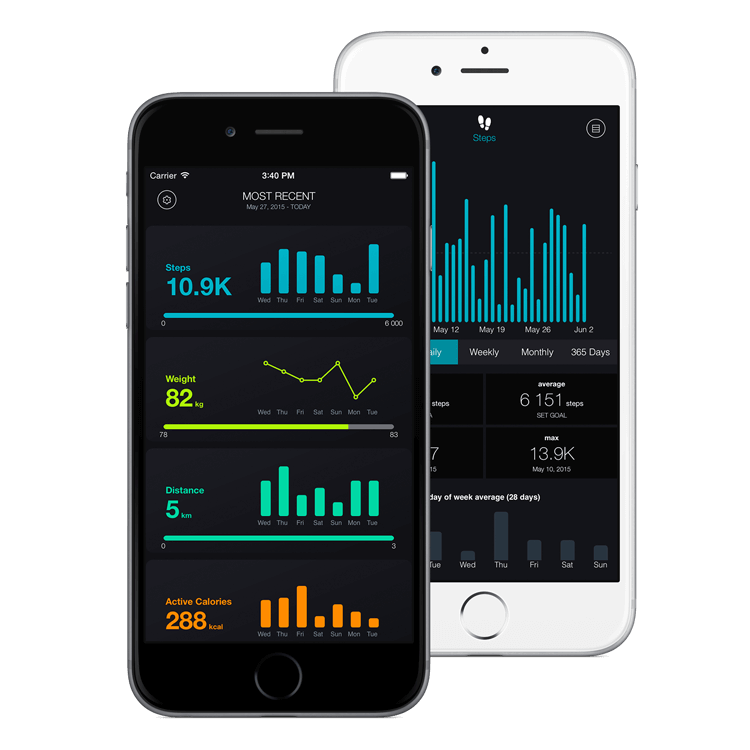 Carrier
3:40 PM
MOST RECENT
May 27, 2015 - TODAY
Steps
10.9K
Wed Thu Fri Sat Sun Mon Tue
0 6 000
Weight
82 kg
Wed Thu Fri Sat Sun Mon Tue
78 83
Distance
5 km
Wed Thu Fri Sat Sun Mon Tue
0 3
Active Calories
288 kcal
Wed Thu Fri Sat Sun Mon Tue
Steps
May 12 May 19 May 26 Jun 2
aily Weekly Monthly 365 Days
steps
A
average
6 151 steps
SET GOAL
7
15
max
13.9K
May 10, 2015
day of week average (28 days)
Tue Wed Thu Fri Sat Sun